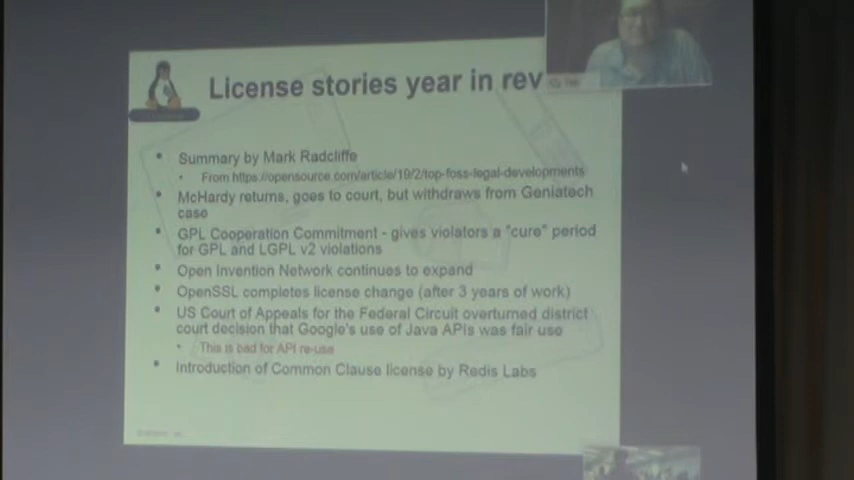 License stories year in rev
Summary by Mark Radcliffe
From https://opensource.com/article/19/2/top-foss-legal-developments
McHardy returns, goes to court, but withdraws from Geniatech
case
GPL Cooperation Commitment - gives violators a "cure" period
for GPL and LGPL v2 violations
Open Invention Network continues to expand
OpenSSL completes license change (after 3 years of work)
US Court of Appeals for the Federal Circuit overturned district
court decision that Google's use of Java APIs was fair use
This is bad for API re-use
Introduction of Common Clause license by Redis Labs